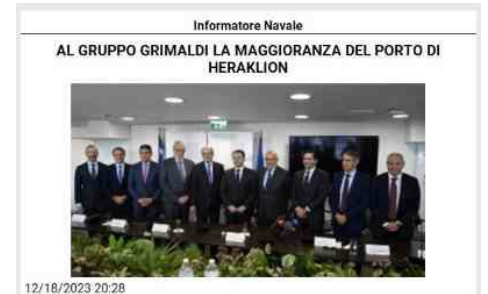 Informatore Navale
AL GRUPPO GRIMALDI LA MAGGIORANZA DEL PORTO DI
HERAKLION
12/18/2023 20:28